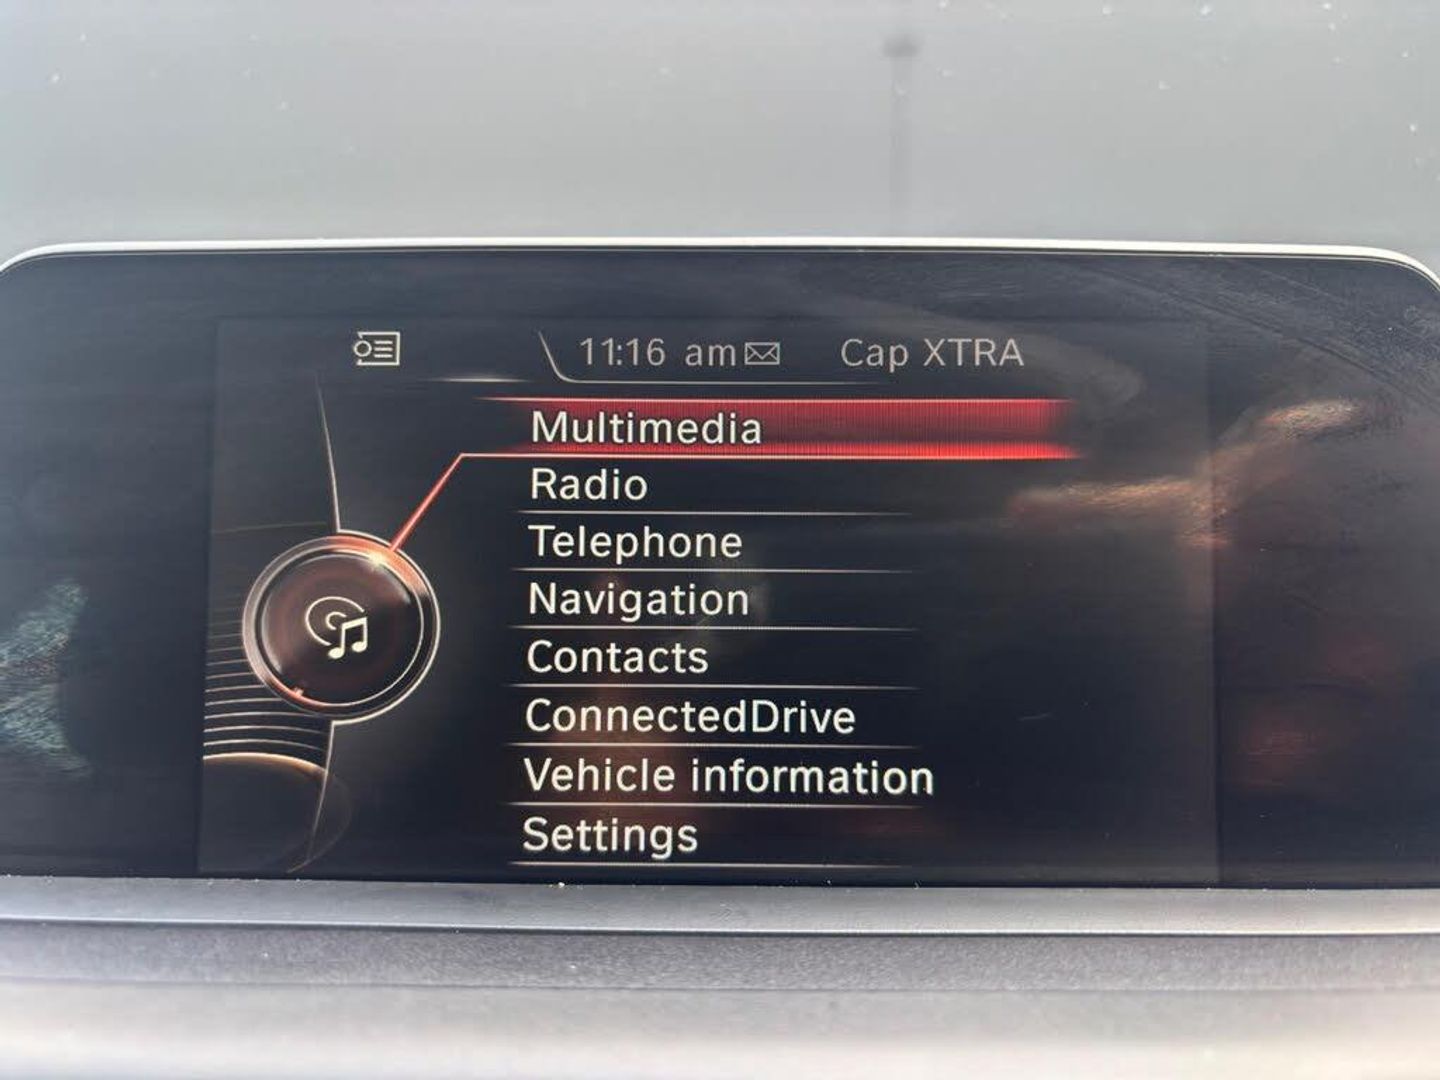 11:16 am Cap XTRA
Multimedia
Radio
Telephone
Navigation
Contacts
ConnectedDrive
Vehicle information
Settings